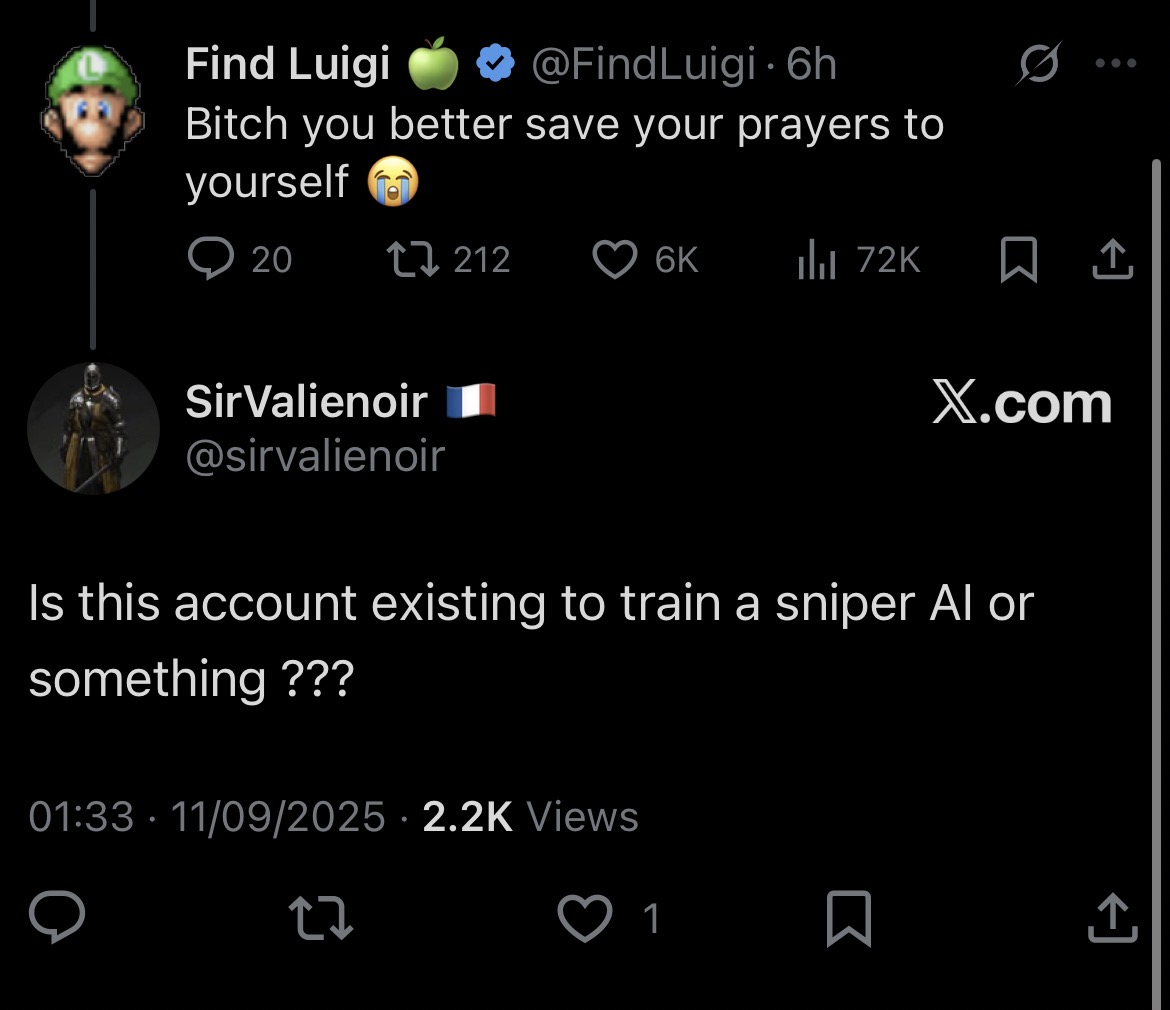 Find Luigi 🍏 @FindLuigi · 6h
Bitch you better save your prayers to
yourself 😭
20 212 6K 72K
SirValienoir 🇫🇷
@sirvalienoir
X.com
Is this account existing to train a sniper AI or
something ???
01:33 · 11/09/2025 · 2.2K Views
1